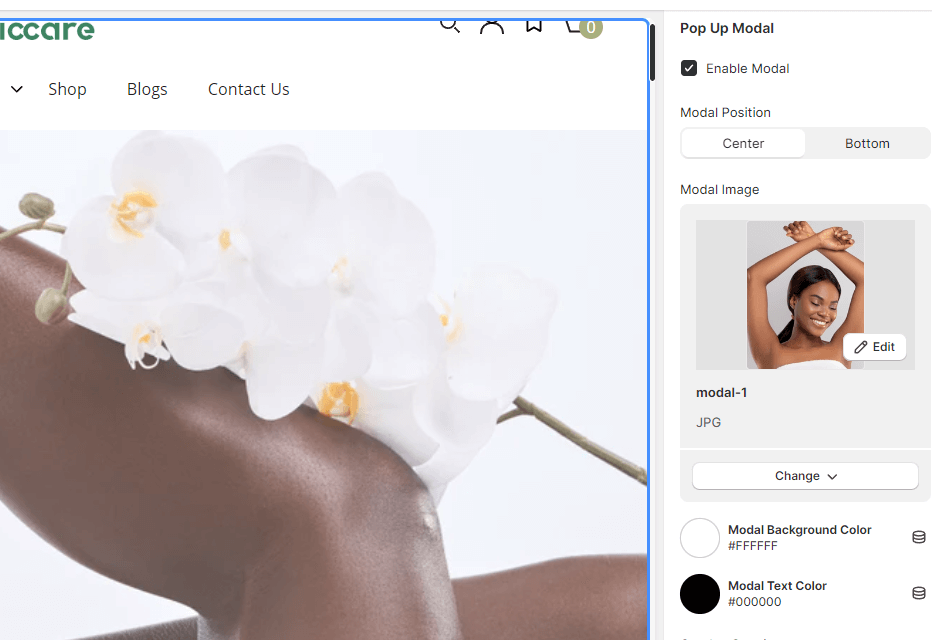 iccare
0
Shop
Blogs
Contact Us
Pop Up Modal
Enable Modal
Modal Position
Center
Bottom
Modal Image
Edit
modal-1
JPG
Change
Modal Background Color
#FFFFFF
Modal Text Color
#000000